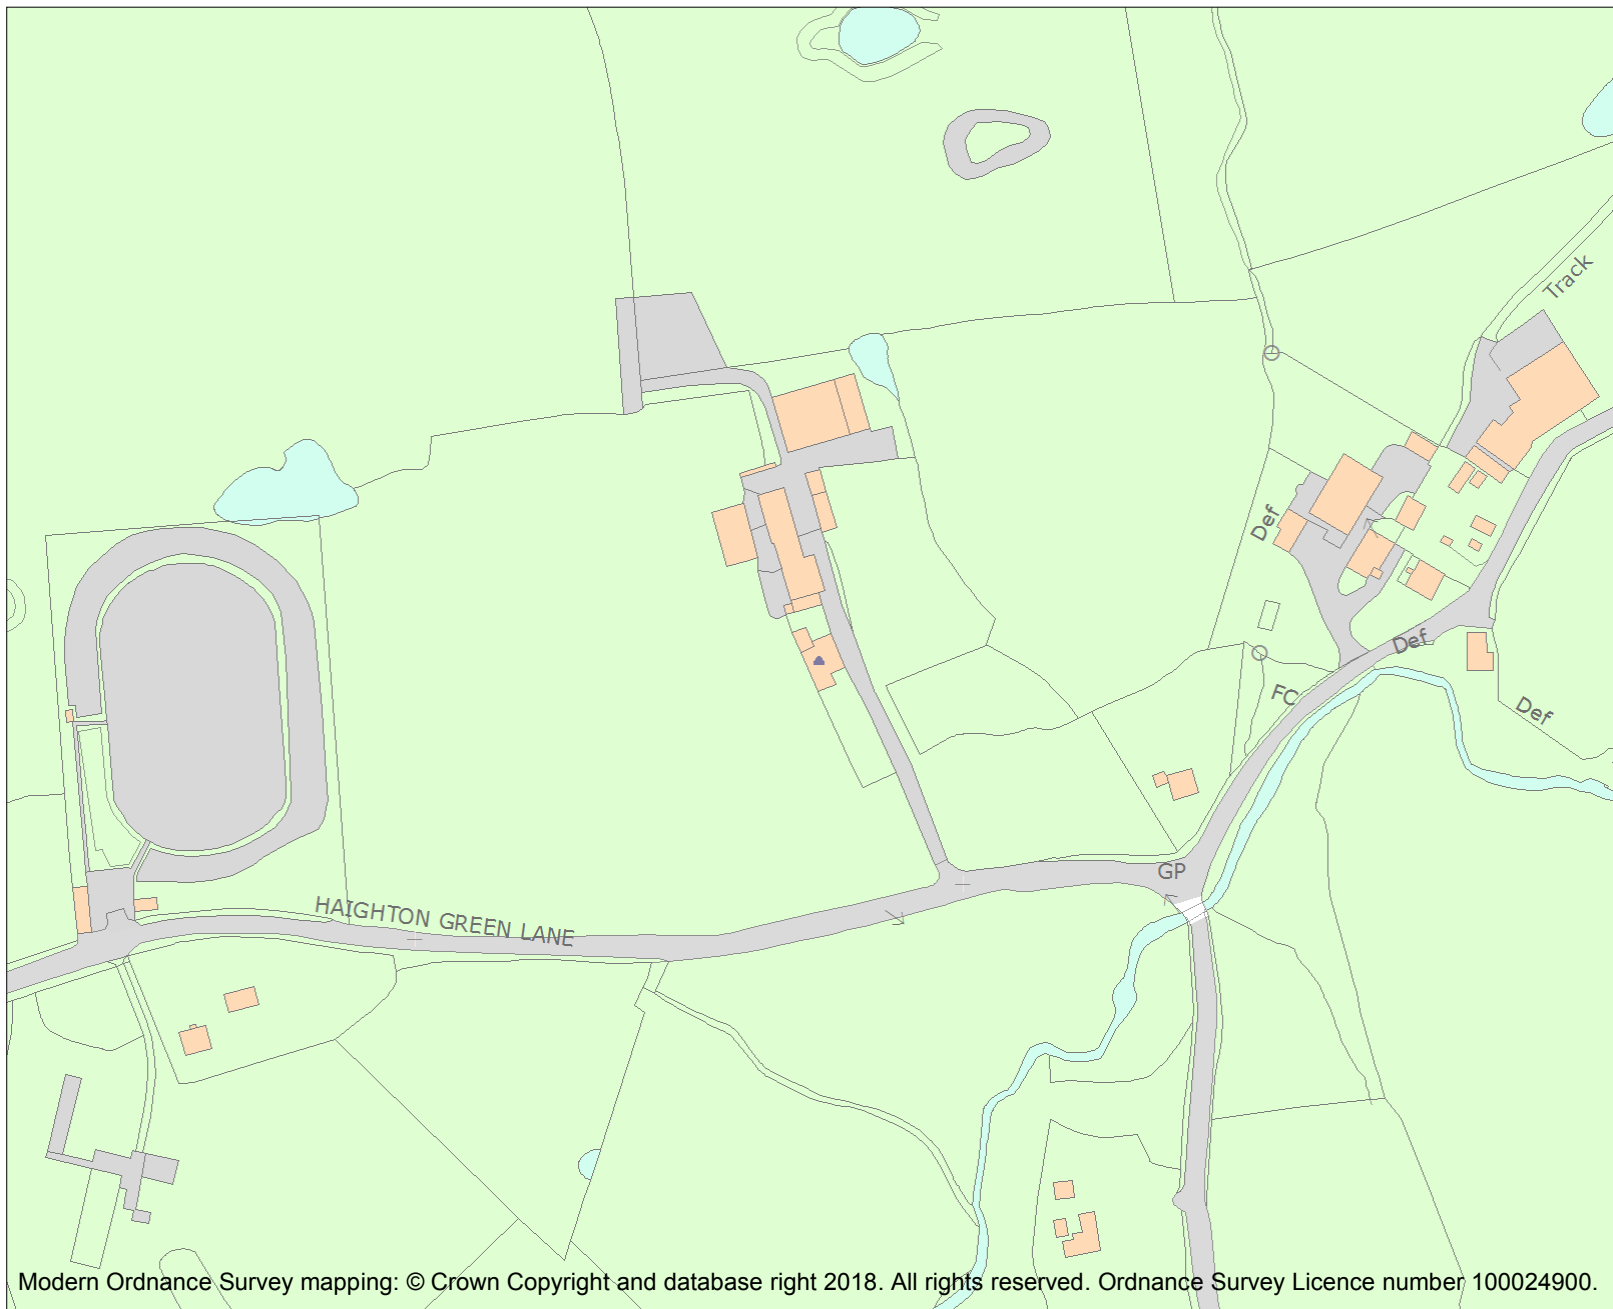 Track
Def
Def
FC
Def
GP
HAIGHTON GREEN LANE
Modern Ordnance Survey mapping: © Crown Copyright and database right 2018. All rights reserved. Ordnance Survey Licence number 100024900.